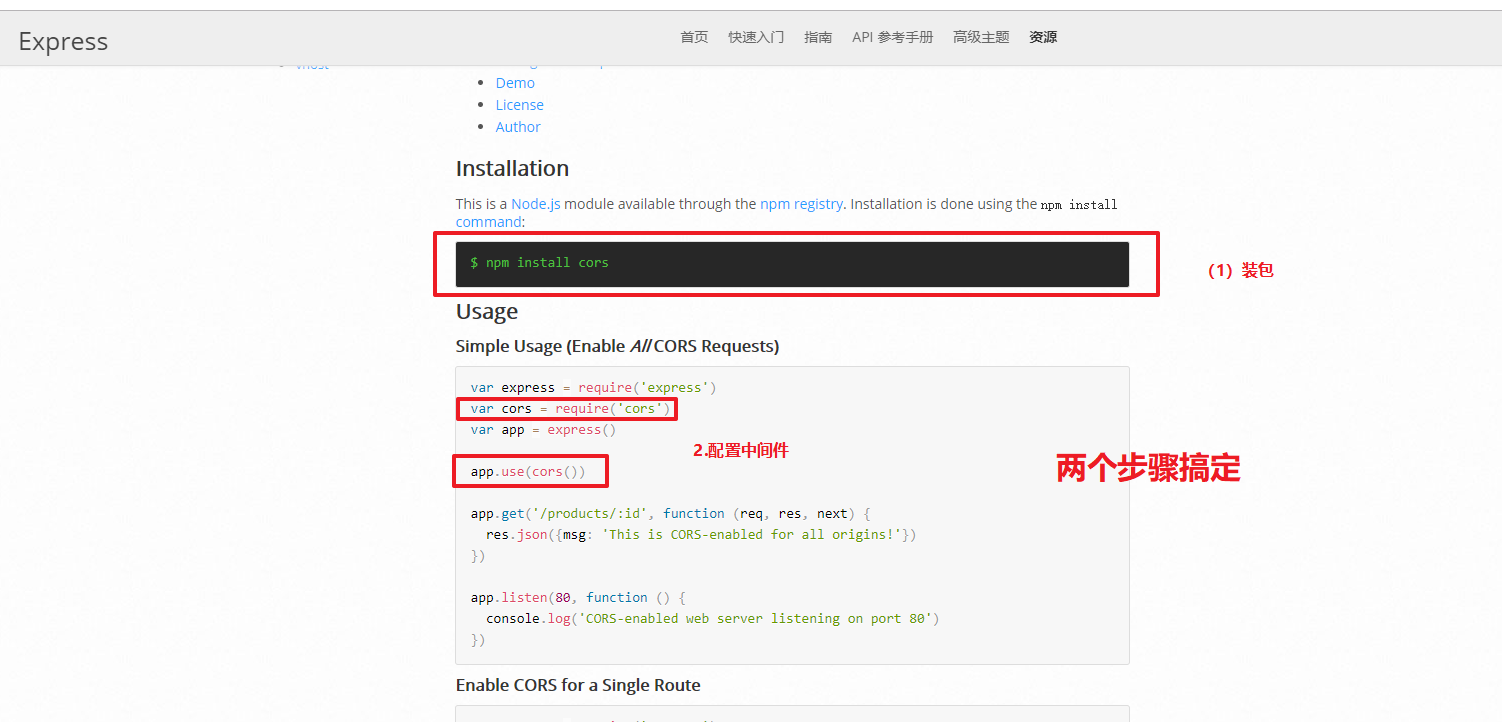 Express
首页 快速入门 指南 API 参考手册 高级主题 资源
Demo
License
Author
Installation
This is a Node.js module available through the npm registry. Installation is done using the npm install
command:
$ npm install cors
(1) 装包
Usage
Simple Usage (Enable All CORS Requests)
var express = require('express')
var cors = require('cors')
var app = express()
2.配置中间件
两个步骤搞定
app.use(cors())
app.get('/products/:id', function (req, res, next) {
res.json({msg: 'This is CORS-enabled for all origins!'})
})
app.listen(80, function () {
console.log('CORS-enabled web server listening on port 80')
})
Enable CORS for a Single Route